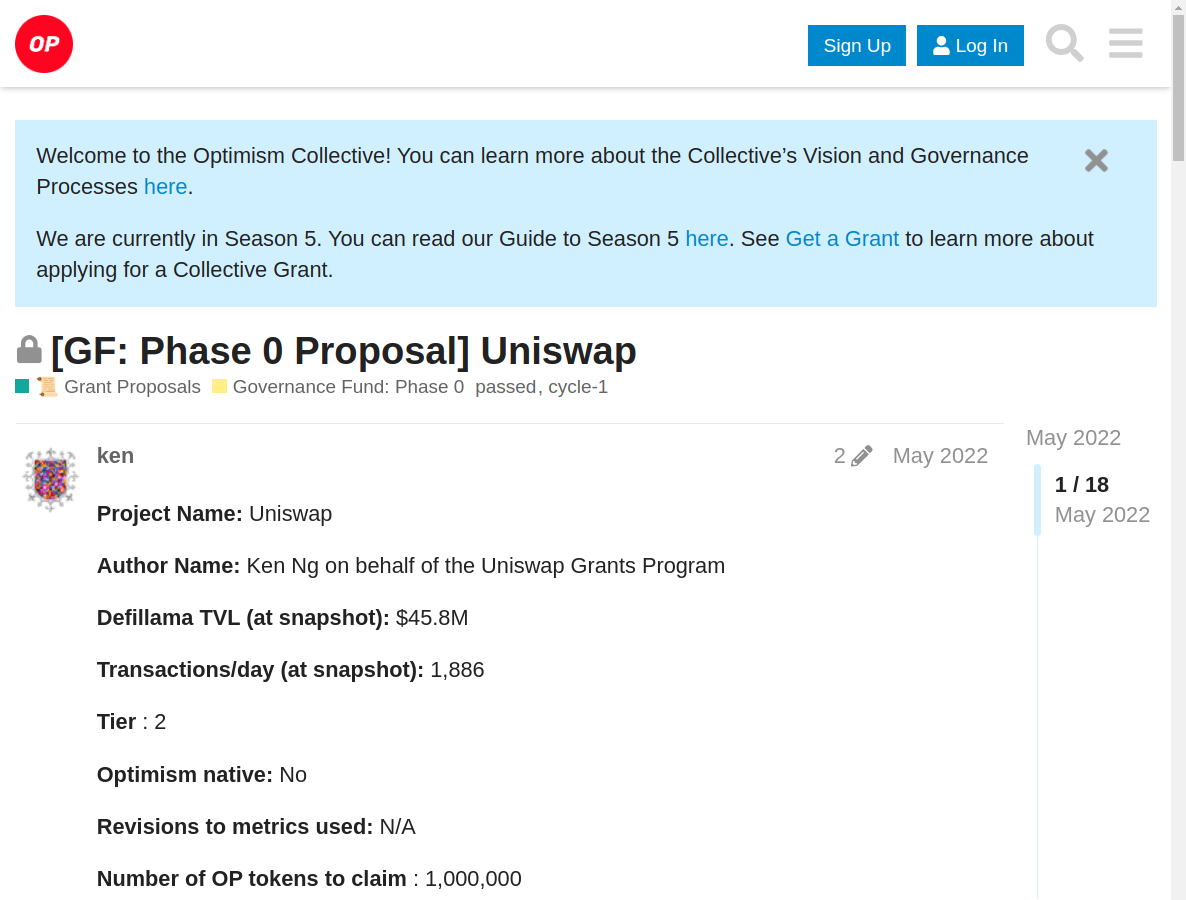 OP
Sign Up
Log In
Welcome to the Optimism Collective! You can learn more about the Collective’s Vision and Governance
Processes here.
We are currently in Season 5. You can read our Guide to Season 5 here. See Get a Grant to learn more about
applying for a Collective Grant.
[GF: Phase 0 Proposal] Uniswap
Grant Proposals Governance Fund: Phase 0 passed, cycle-1
ken 2 May 2022
Project Name: Uniswap
Author Name: Ken Ng on behalf of the Uniswap Grants Program
Defillama TVL (at snapshot): $45.8M
Transactions/day (at snapshot): 1,886
Tier : 2
Optimism native: No
Revisions to metrics used: N/A
Number of OP tokens to claim : 1,000,000
May 2022
1 / 18
May 2022